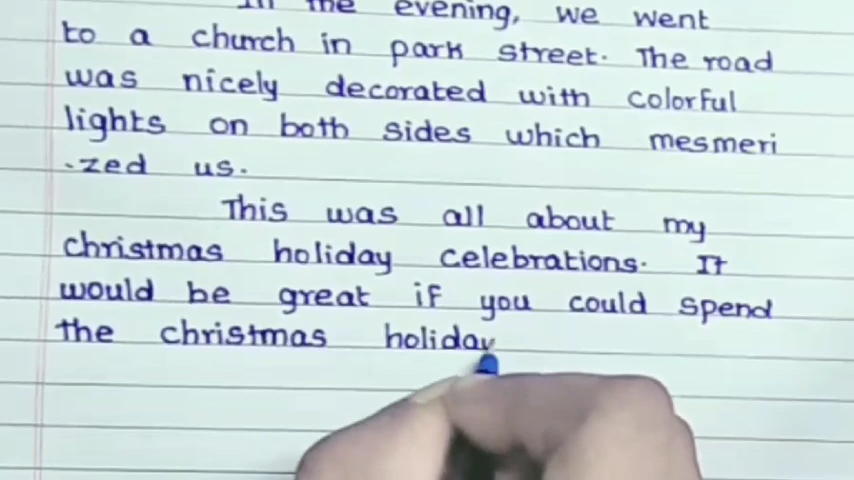 In the evening, we went
to a church in park street. The road
was nicely decorated with colorful
lights on both sides which mesmeri
-zed us.
This was all about my
christmas holiday celebrations. It
would be great if you could spend
the christmas holiday